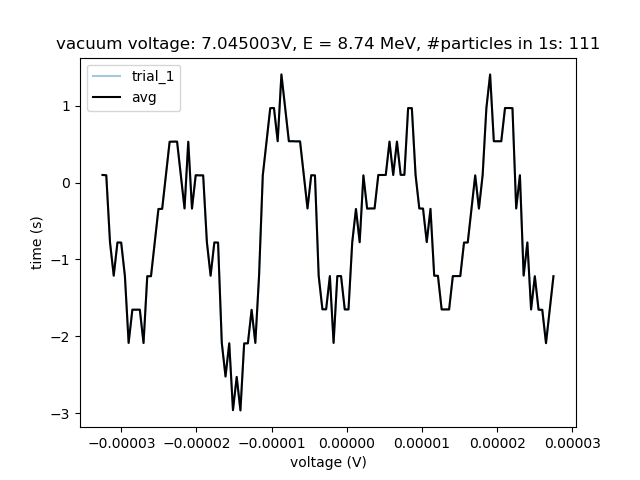 vacuum voltage: 7.045003V, E = 8.74 MeV, #particles in 1s: 111
trial_1
avg
1
0
−1
−2
−3
time (s)
−0.00003 −0.00002 −0.00001 0.00000 0.00001 0.00002 0.00003
voltage (V)